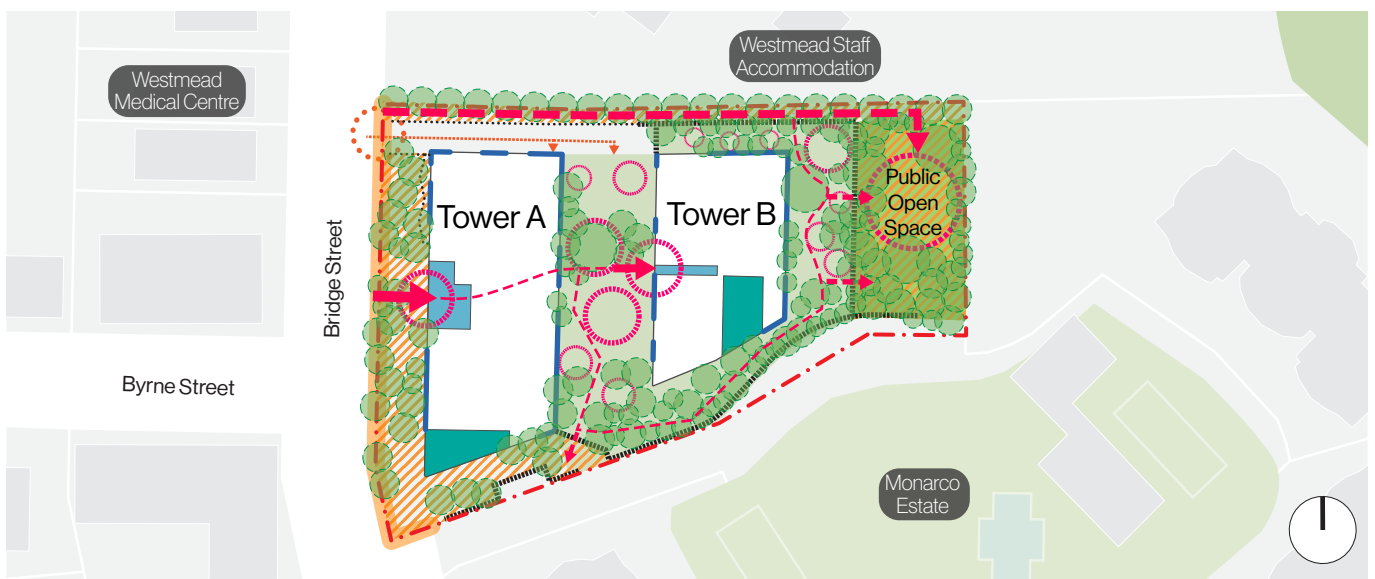 Westmead
Medical Centre
Westmead Staff
Accommodation
Tower A
Tower B
Public
Open
Space
Bridge Street
Byrne Street
Monarco
Estate